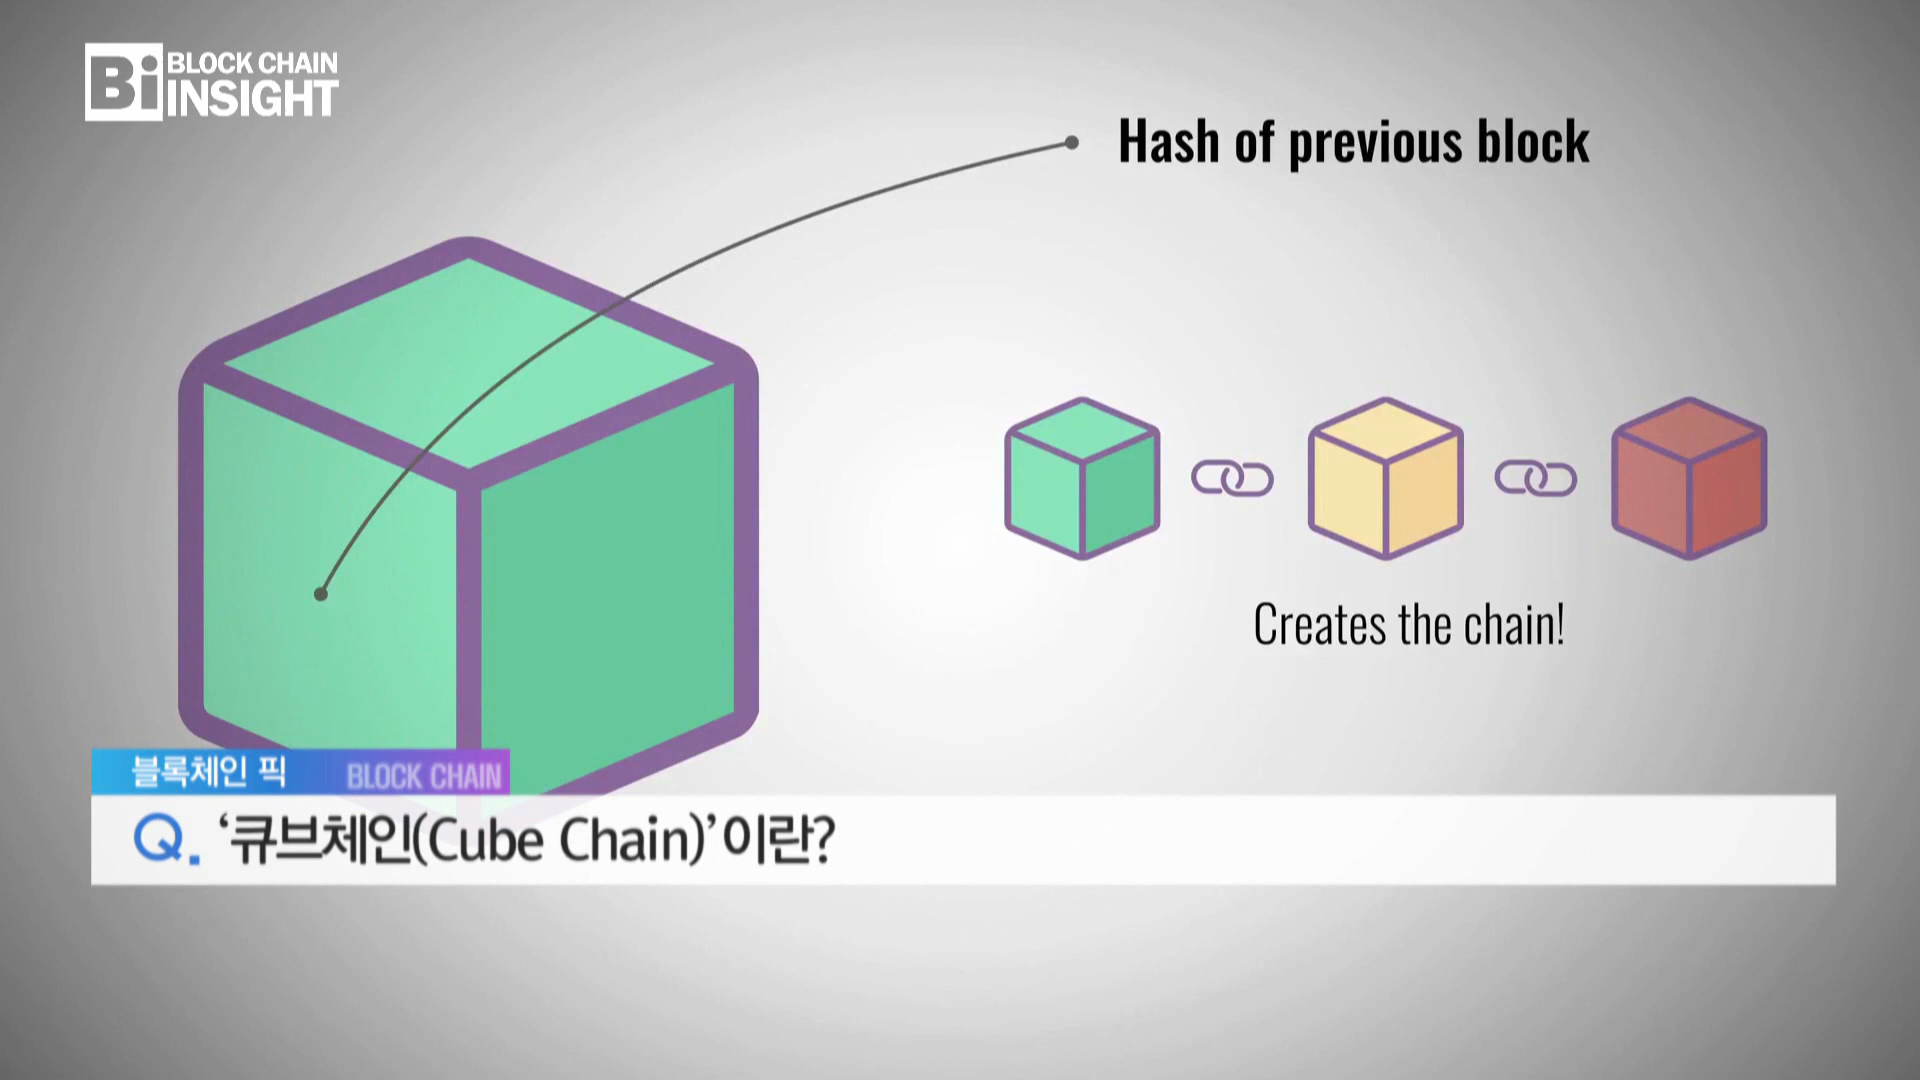 Bi BLOCK CHAIN
INSIGHT
Hash of previous block
Creates the chain!
블록체인 픽 BLOCK CHAIN
Q. ‘큐브체인(Cube Chain)’이란?